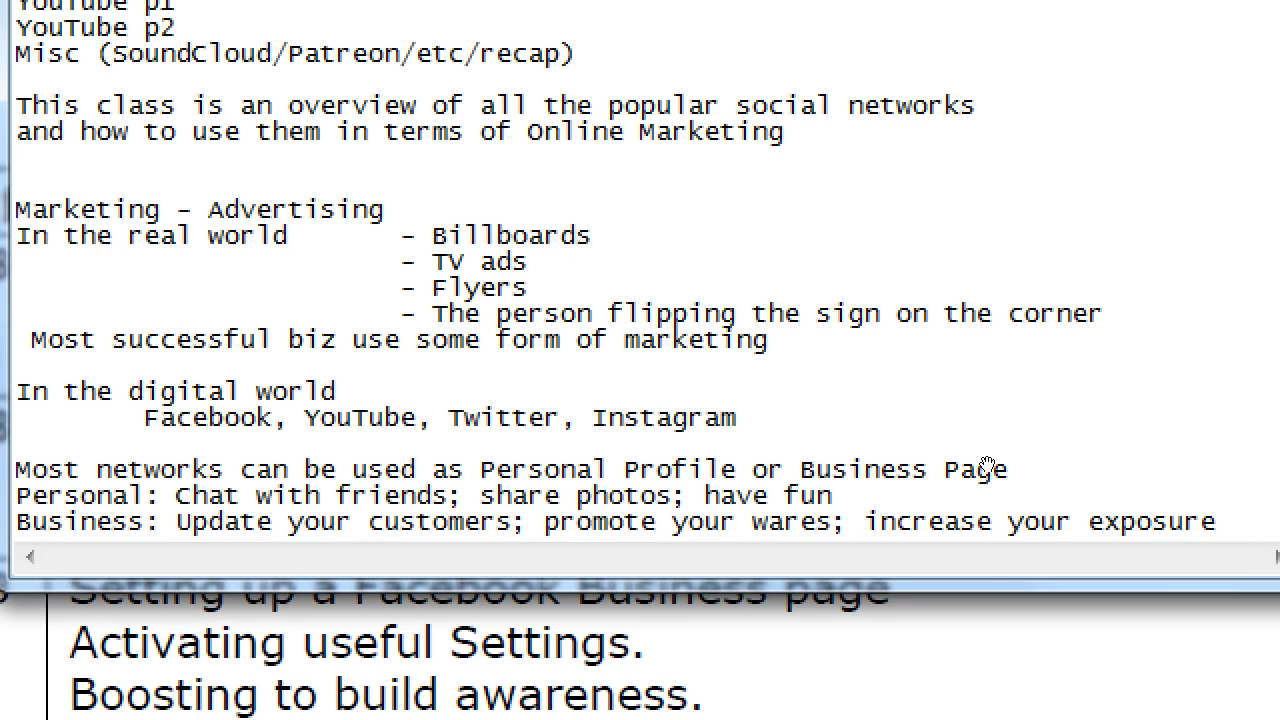 YouTube p1
YouTube p2
Misc (SoundCloud/Patreon/etc/recap)
This class is an overview of all the popular social networks
and how to use them in terms of Online Marketing
Marketing - Advertising
In the real world - Billboards
- TV ads
- Flyers
- The person flipping the sign on the corner
Most successful biz use some form of marketing
In the digital world
Facebook, YouTube, Twitter, Instagram
Most networks can be used as Personal Profile or Business Page
Personal: Chat with friends; share photos; have fun
Business: Update your customers; promote your wares; increase your exposure
Setting up a Facebook Business page
Activating useful Settings.
Boosting to build awareness.